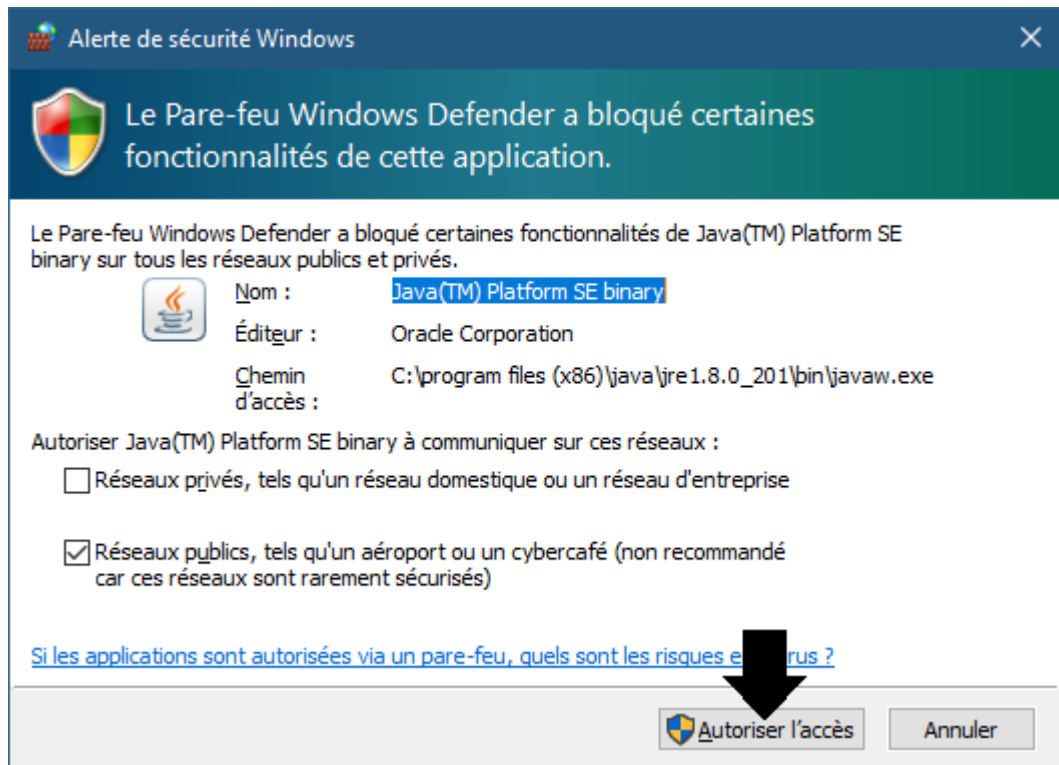 Alerte de sécurité Windows
Le Pare-feu Windows Defender a bloqué certaines
fonctionnalités de cette application.
Le Pare-feu Windows Defender a bloqué certaines fonctionnalités de Java(TM) Platform SE
binary sur tous les réseaux publics et privés.
Nom : Java(TM) Platform SE binary
Éditeur : Oracle Corporation
Chemin d'accès : C:\program files (x86)\java\jre1.8.0_201\bin\javaw.exe
Autoriser Java(TM) Platform SE binary à communiquer sur ces réseaux :
Réseaux privés, tels qu'un réseau domestique ou un réseau d'entreprise
Réseaux publics, tels qu'un aéroport ou un cybercafé (non recommandé
car ces réseaux sont rarement sécurisés)
Si les applications sont autorisées via un pare-feu, quels sont les risques ?
Autoriser l'accès Annuler